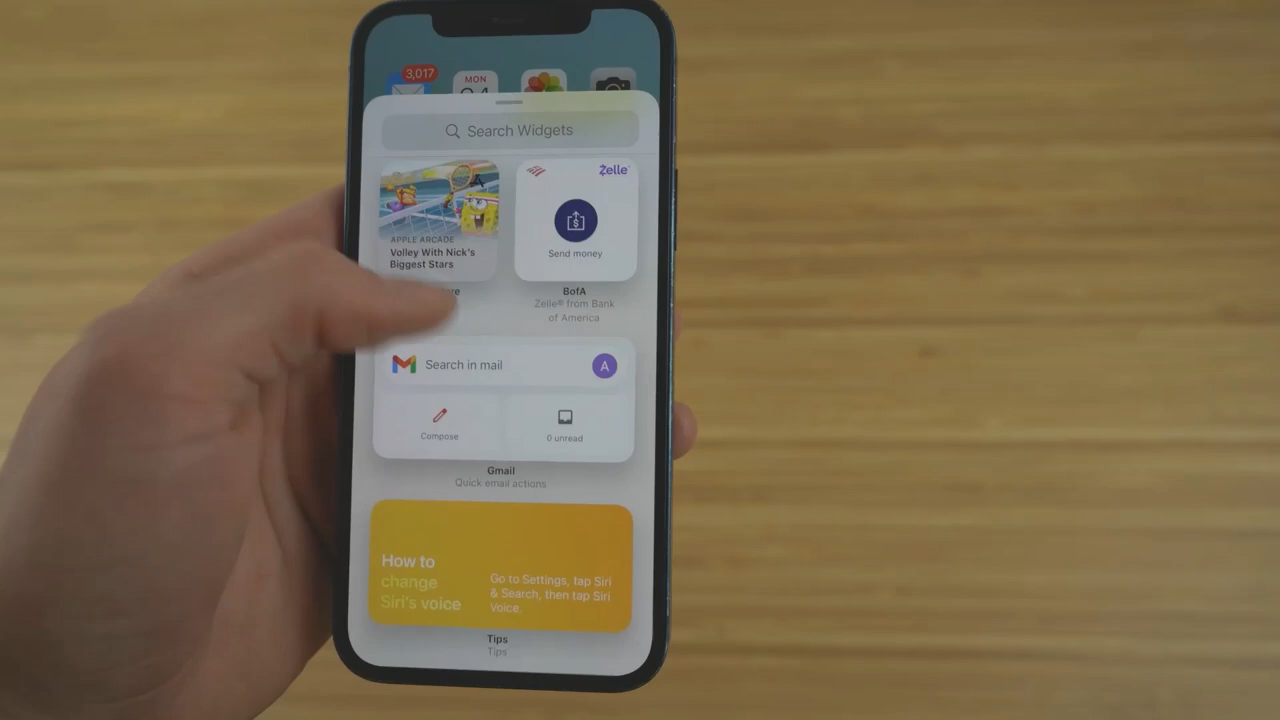 3,017
MON
Search Widgets
APPLE ARCADE
Volley With Nick's
Biggest Stars
Zelle
$
Send money
BofA
Zelle® from Bank
of America
Search in mail
A
Compose
0 unread
Gmail
Quick email actions
How to
change
Siri's voice
Go to Settings, tap Siri
& Search, then tap Siri
Voice.
Tips
Tips